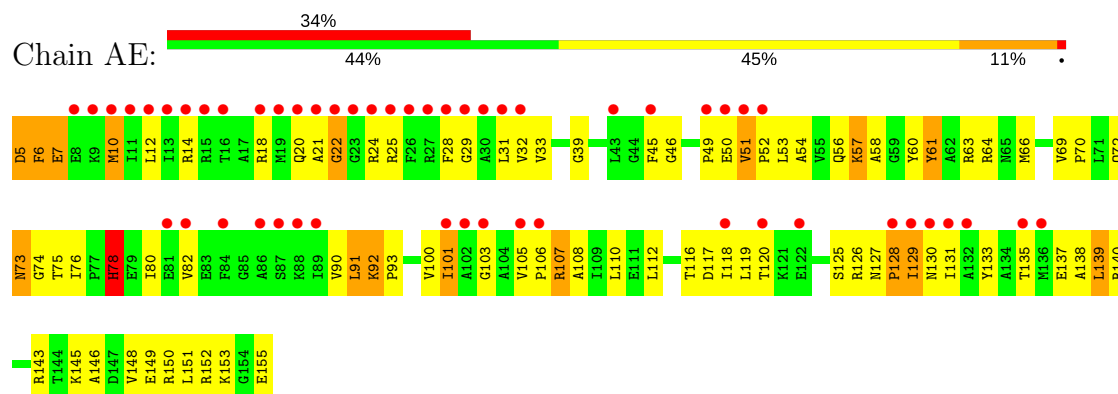 34%
Chain AE:
44% 45% 11% •
D5 F6 E7 E8 K9 M10 I11 L12 I13 R14 R15 T16 A17 R18 M19 Q20 A21 G22 G23 R24 R25 F26 R27 F28 G29 A30 L31 V32 V33 G39 L43 G44 F45 G46 P49 E50 V51 P52 L53 A54 V55 Q56 K57 A58 G59 Y60 Y61 A62 R63 R64 N65 M66 V69 P70 L71
N73 G74 T75 I76 P77 H78 E79 I80 E81 V82 E83 F84 G85 A86 S87 K88 I89 V90 L91 K92 P93 V100 I101 A102 G103 A104 V105 P106 R107 A108 I109 L110 E111 L112 T116 D117 I118 L119 T120 K121 E122 S125 R126 N127 P128 I129 N130 I131 A132 Y133 A134 T135 M136 E137 A138 L139 R140
R143 T144 K145 A146 D147 V148 E149 R150 L151 R152 K153 G154 E155